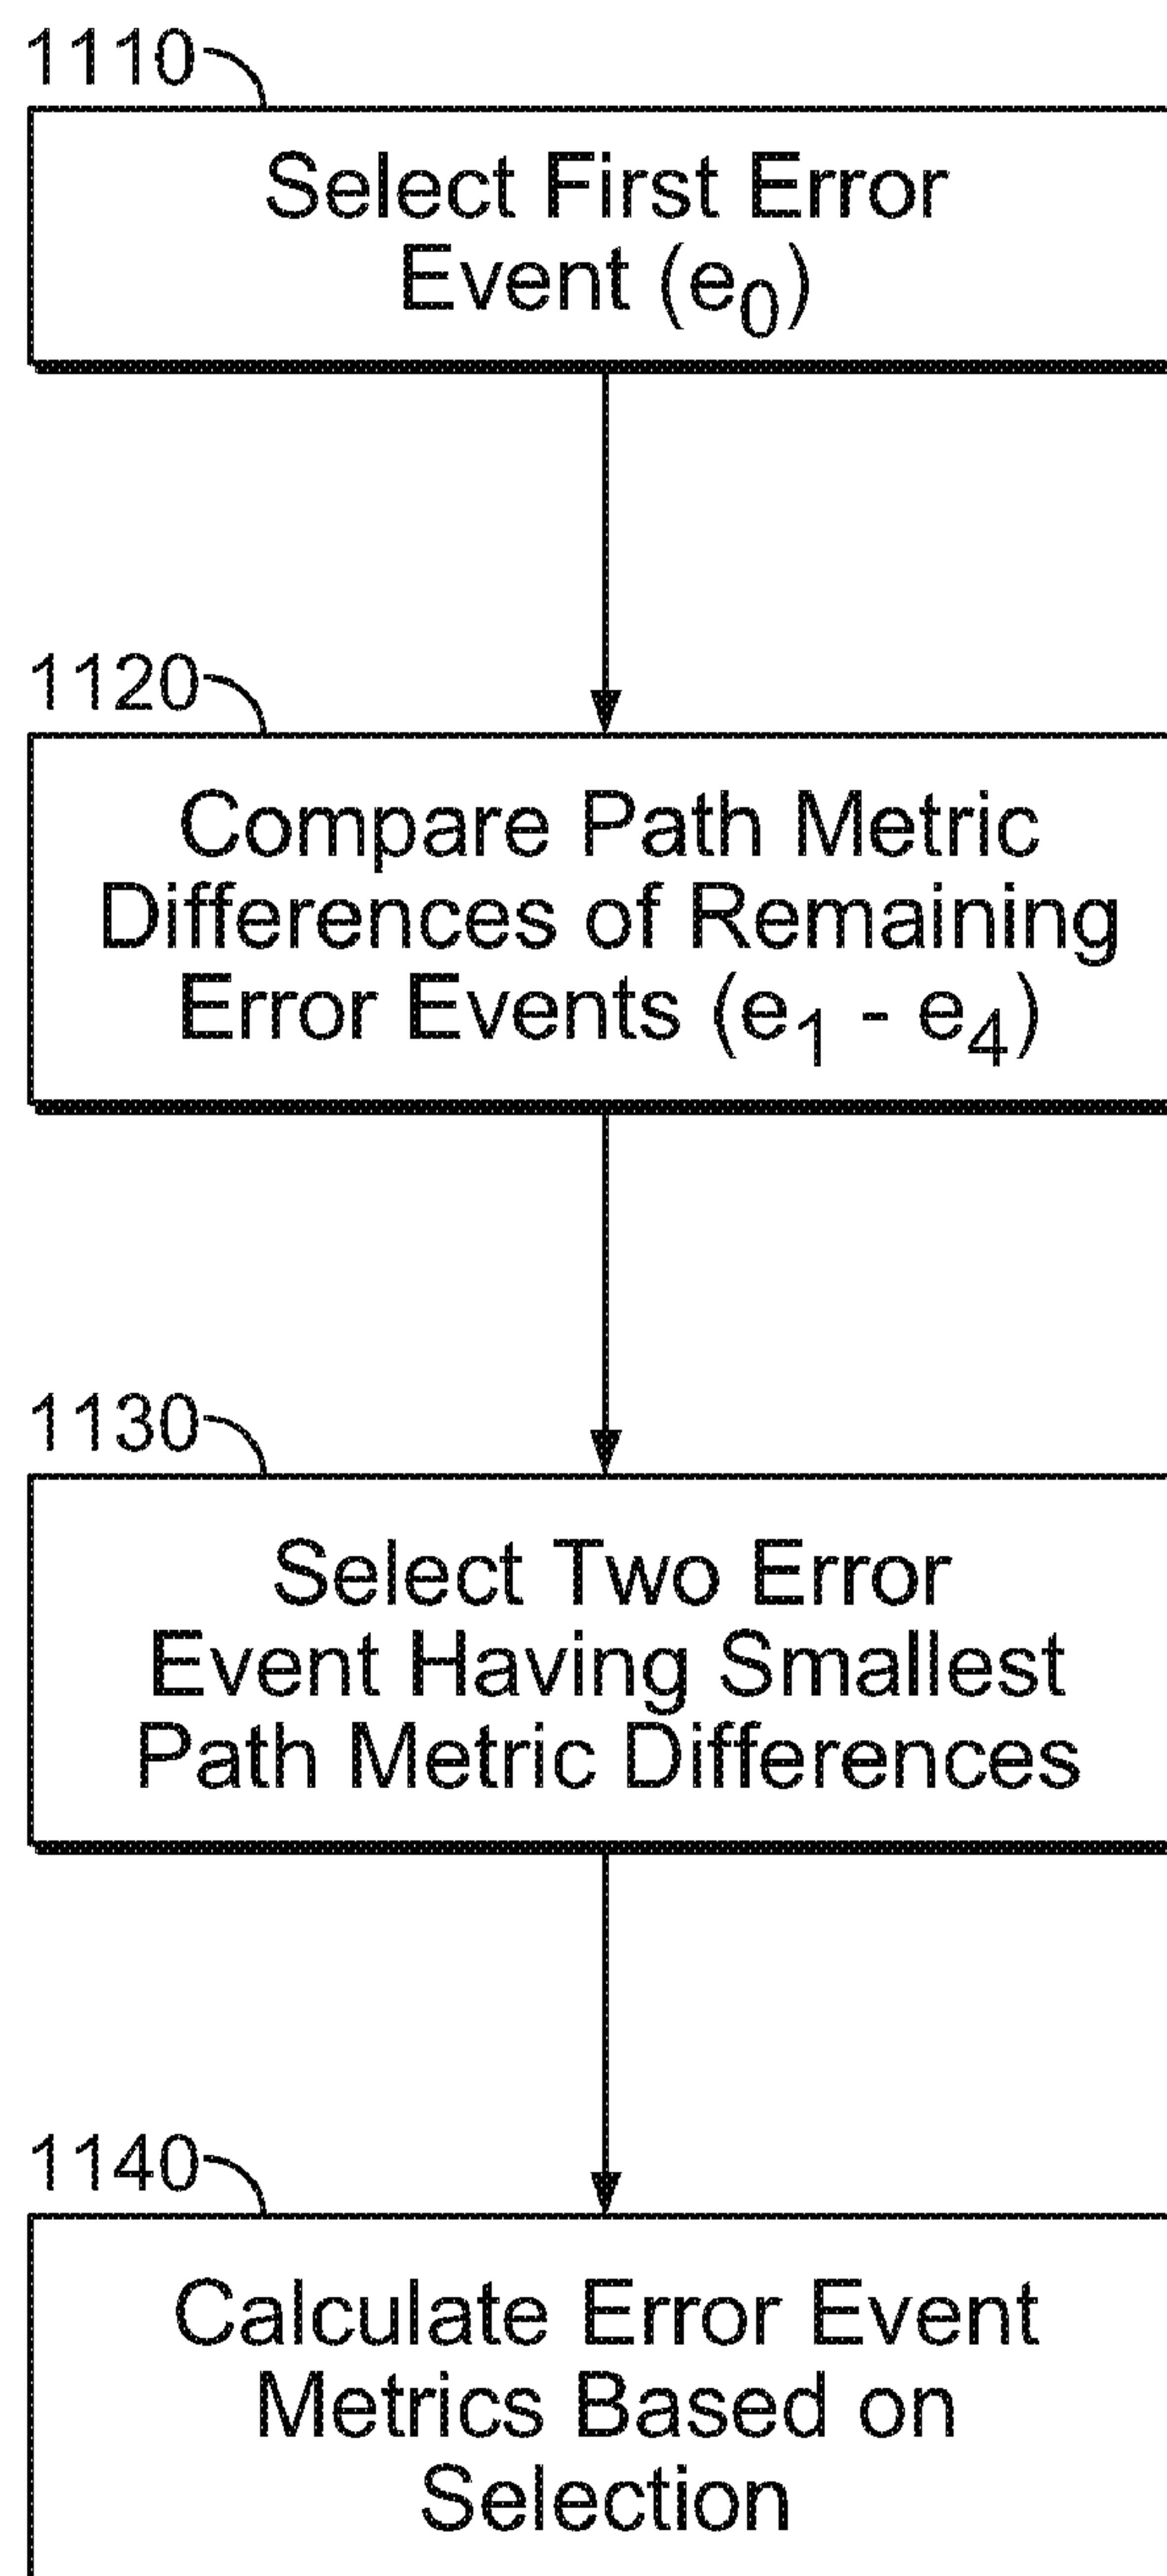 1110
Select First Error
Event (e0)
1120
Compare Path Metric
Differences of Remaining
Error Events (e1 - e4)
1130
Select Two Error
Event Having Smallest
Path Metric Differences
1140
Calculate Error Event
Metrics Based on
Selection